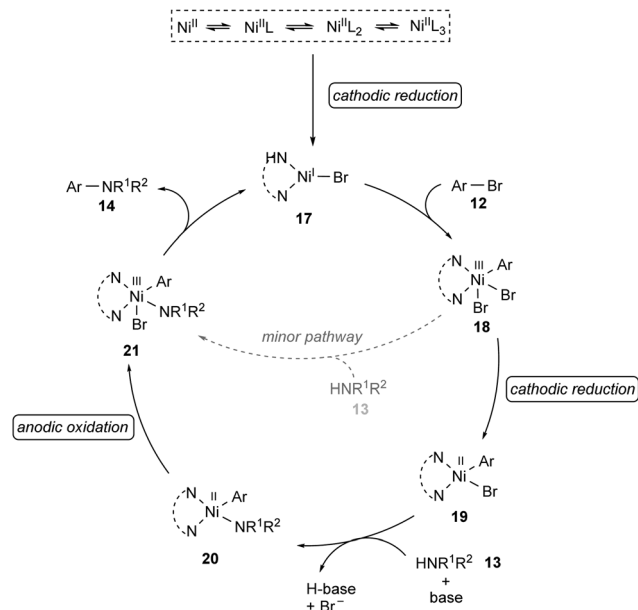 Ni^II ⇌ Ni^IIL ⇌ Ni^IIL₂ ⇌ Ni^IIL₃
cathodic reduction
HN
Ni^I
Br
N
17
Ar—NR¹R²
14
Ar—Br
12
N
III
Ni
Ar
N
NR¹R²
Br
21
N
III
Ni
Ar
N
Br
Br
18
minor pathway
HNR¹R²
13
cathodic reduction
anodic oxidation
N
II
Ni
Ar
N
Br
19
N
II
Ni
Ar
N
NR¹R²
20
HNR¹R² 13
+
base
H-base
+ Br⁻